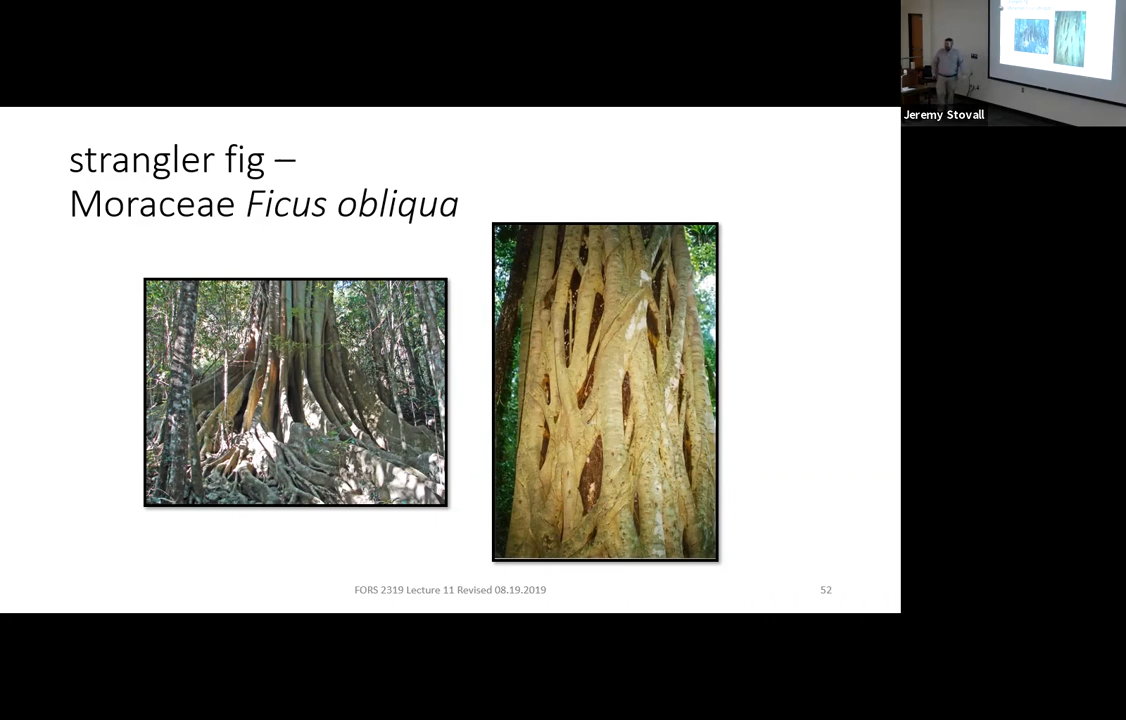 strangler fig –
Moraceae Ficus obliqua
FORS 2319 Lecture 11 Revised 08.19.2019
52
Jeremy Stovall